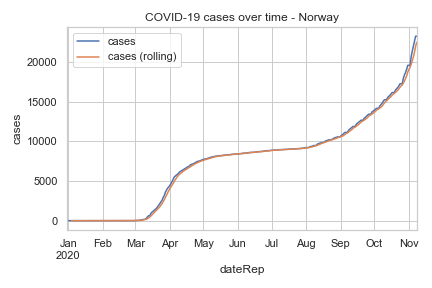 COVID-19 cases over time - Norway
cases
cases (rolling)
cases
20000
15000
10000
5000
0
Jan Feb Mar Apr May Jun Jul Aug Sep Oct Nov
2020
dateRep